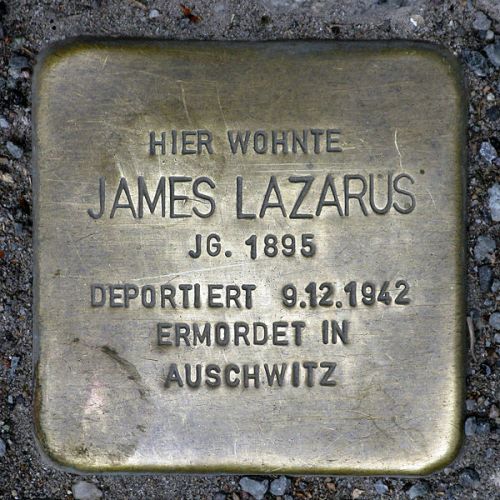 HIER WOHNTE
JAMES LAZARUS
JG. 1895
DEPORTIERT 9.12.1942
ERMORDET IN
AUSCHWITZ